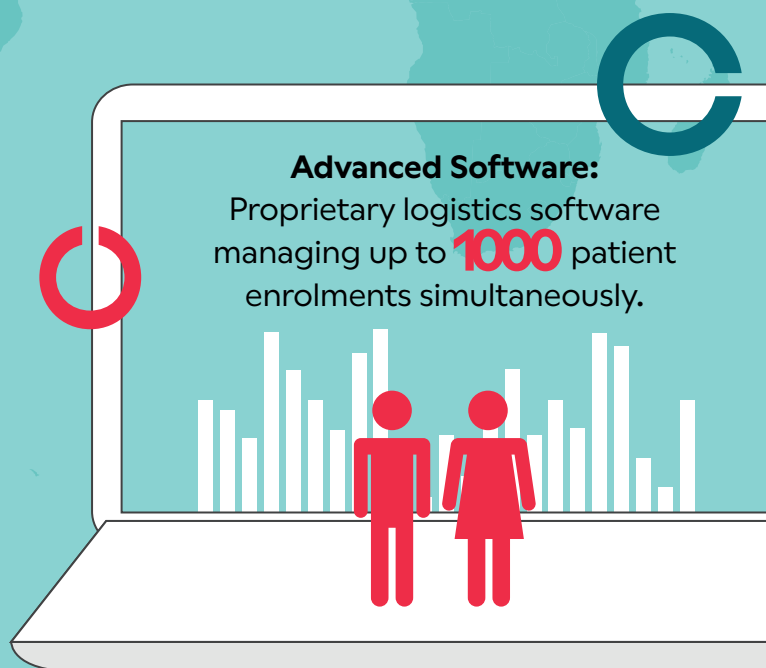 Advanced Software:
Proprietary logistics software
managing up to 1000 patient
enrolments simultaneously.